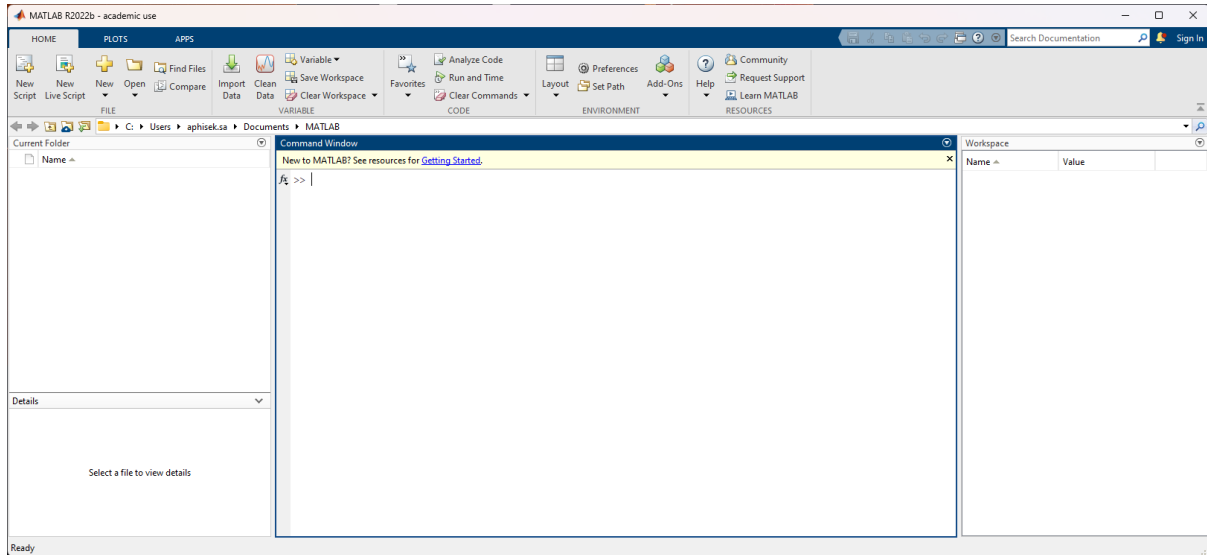 MATLAB R2022b - academic use
HOME PLOTS APPS
Search Documentation
Sign In
New Script
New Live Script
New
Open
Find Files
Compare
Import Data
Clean Data
Variable
Save Workspace
Clear Workspace
Favorites
Analyze Code
Run and Time
Clear Commands
Layout
Preferences
Set Path
Add-Ons
Help
Community
Request Support
Learn MATLAB
FILE VARIABLE CODE ENVIRONMENT RESOURCES
C: Users aphisek.sa Documents MATLAB
Current Folder
Name
Details
Select a file to view details
Command Window
New to MATLAB? See resources for Getting Started.
fx >>
Workspace
Name Value
Ready